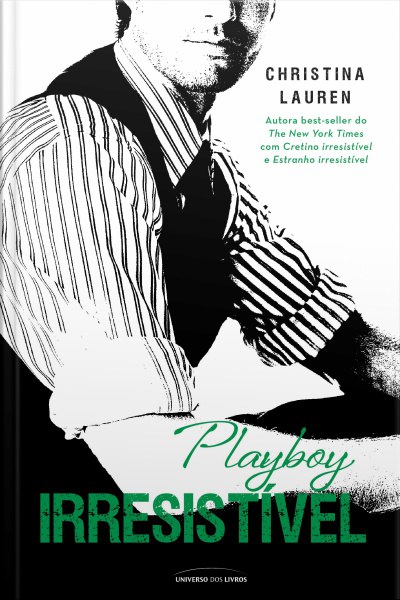 CHRISTINA
LAUREN
Autora best-seller do
The New York Times
com Cretino irresistível
e Estranho irresistível
Playboy
IRRESISTÍVEL
UNIVERSO DOS LIVROS